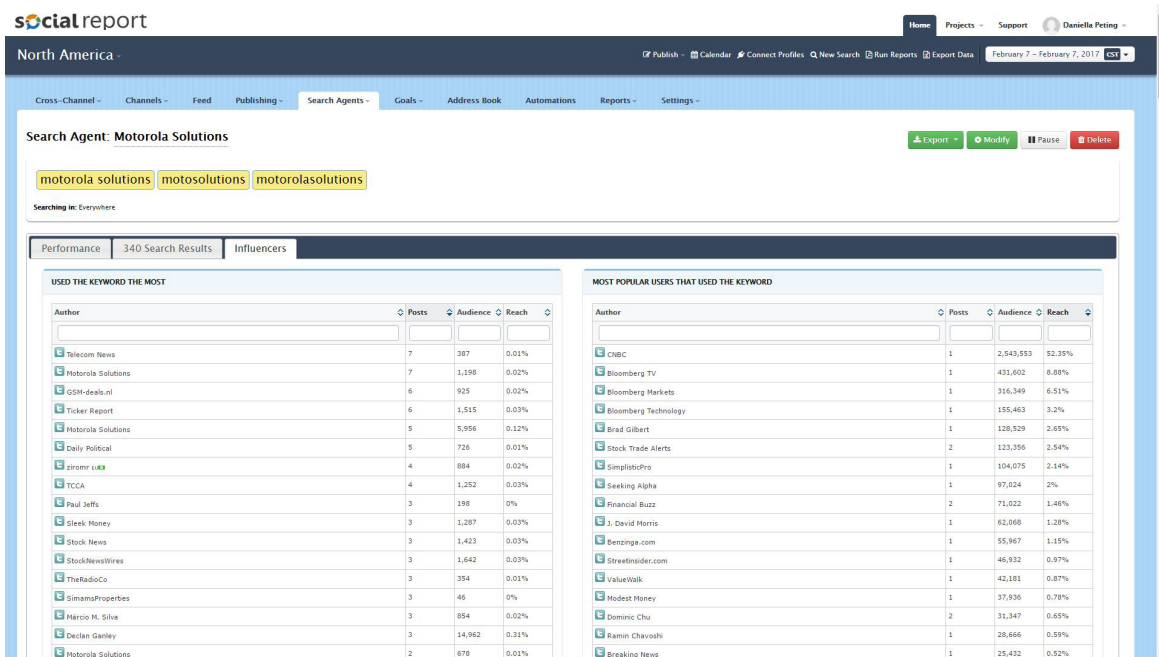 social report
Home Projects Support Daniella Peting
North America
Publish Calendar Connect Profiles New Search Run Reports Export Data February 7 - February 7, 2017 CST
Cross-Channel Channels Feed Publishing Search Agents Goals Address Book Automations Reports Settings
Search Agent: Motorola Solutions
Export Modify Pause Delete
motorola solutions motosolutions motorolasolutions
Searching in: Everywhere
Performance 340 Search Results Influencers
USED THE KEYWORD THE MOST
Author Posts Audience Reach
Telecom News 7 387 0.01%
Motorola Solutions 7 1,198 0.02%
GSM-deals.nl 6 925 0.02%
Ticker Report 6 1,515 0.03%
Motorola Solutions 5 5,956 0.12%
Daily Political 5 726 0.01%
ziromr 4 884 0.02%
TCCA 4 1,252 0.03%
Paul Jeffs 3 198 0%
Sleek Money 3 1,287 0.03%
Stock News 3 1,423 0.03%
StockNewsWires 3 1,642 0.03%
TheRadioCo 3 354 0.01%
SimamsProperties 3 46 0%
Márcio M. Silva 3 854 0.02%
Declan Ganley 3 14,962 0.31%
Motorola Solutions 2 678 0.01%
MOST POPULAR USERS THAT USED THE KEYWORD
Author Posts Audience Reach
CNBC 1 2,543,553 52.35%
Bloomberg TV 1 431,602 8.88%
Bloomberg Markets 1 316,349 6.51%
Bloomberg Technology 1 155,463 3.2%
Brad Gilbert 1 128,529 2.65%
Stock Trade Alerts 2 123,356 2.54%
SimplisticPro 1 104,075 2.14%
Seeking Alpha 1 97,024 2%
Financial Buzz 2 71,022 1.46%
J. David Morris 1 62,068 1.28%
Benzinga.com 1 55,967 1.15%
Streetinsider.com 1 46,932 0.97%
ValueWalk 1 42,181 0.87%
Modest Money 1 37,936 0.78%
Dominic Chu 2 31,347 0.65%
Ramin Chavoshi 1 28,666 0.59%
Breaking News 1 25,432 0.52%